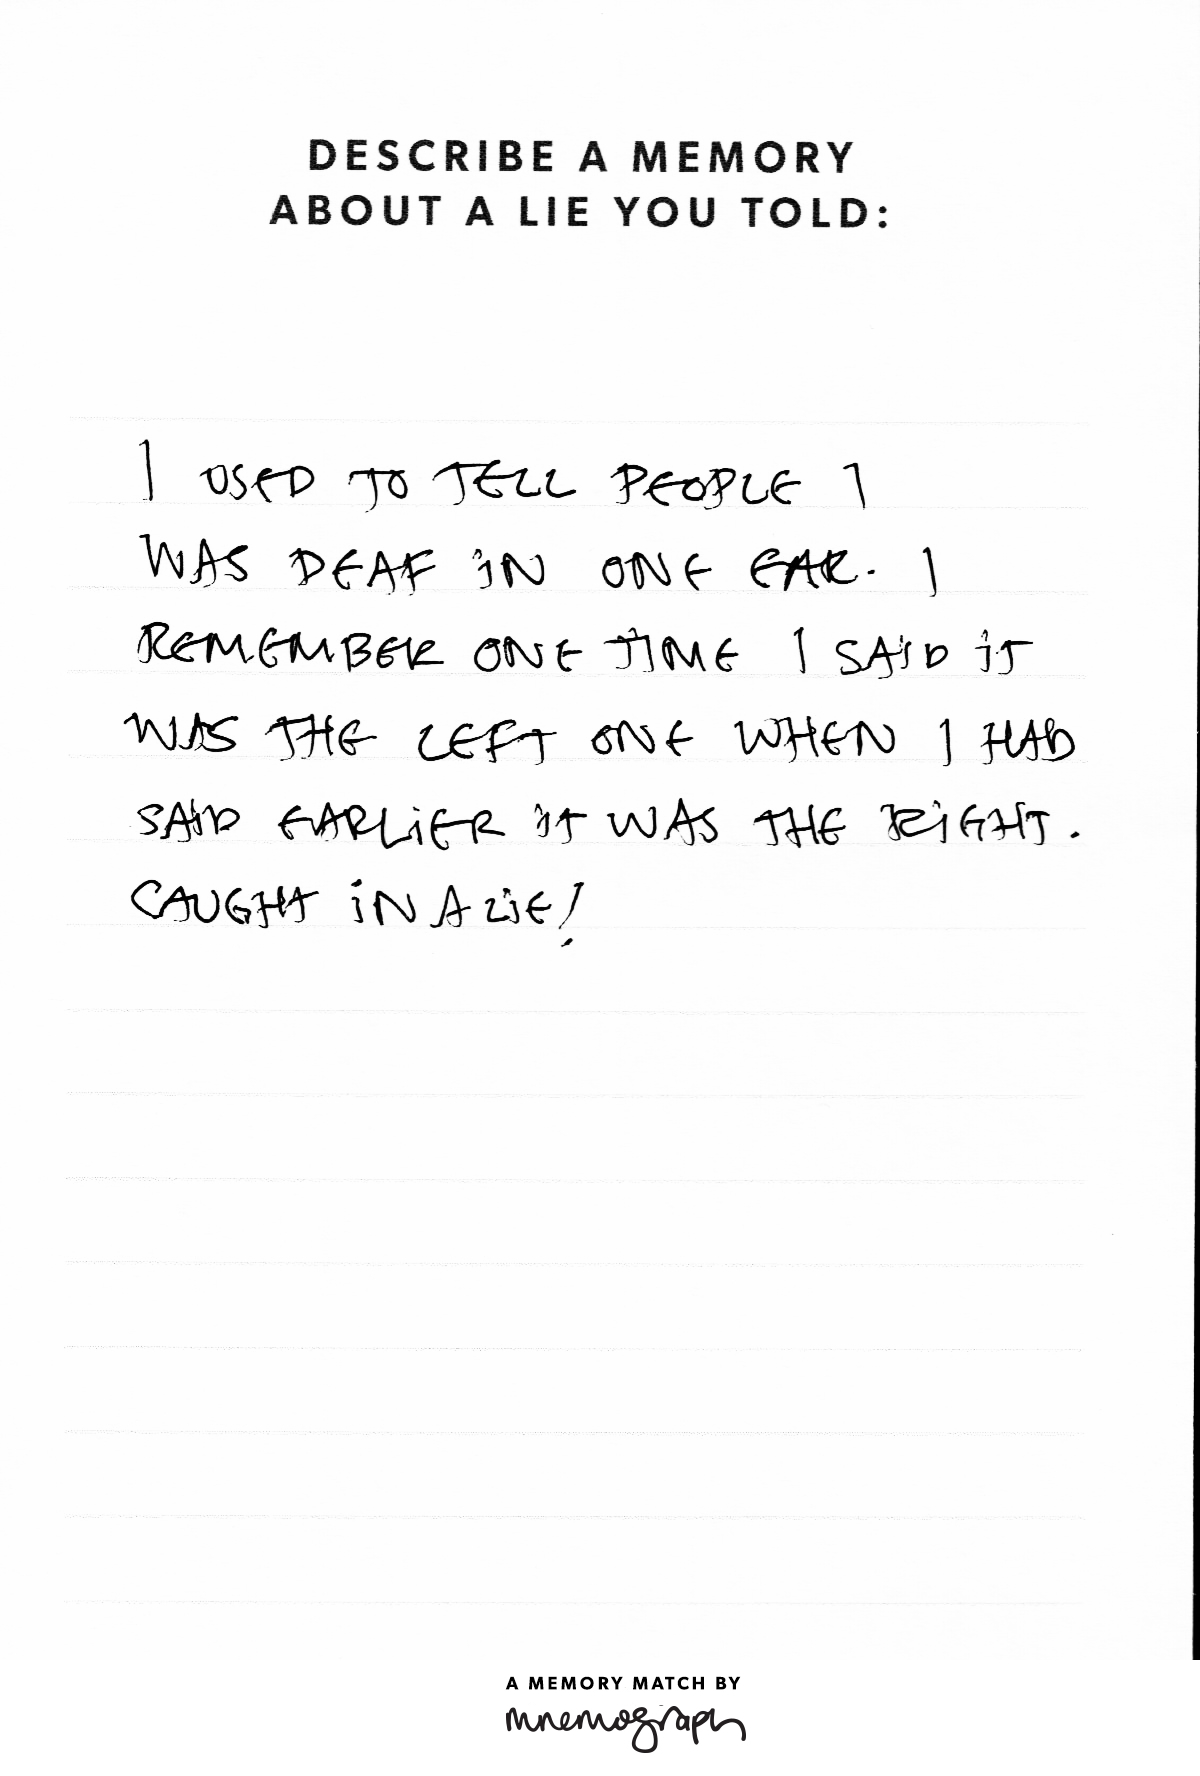 DESCRIBE A MEMORY
ABOUT A LIE YOU TOLD:
I USED TO TELL PEOPLE I
WAS DEAF IN ONE EAR. I
REMEMBER ONE TIME I SAID IT
WAS THE LEFT ONE WHEN I HAD
SAID EARLIER IT WAS THE RIGHT.
CAUGHT IN A LIE!
A MEMORY MATCH BY
mnemograph